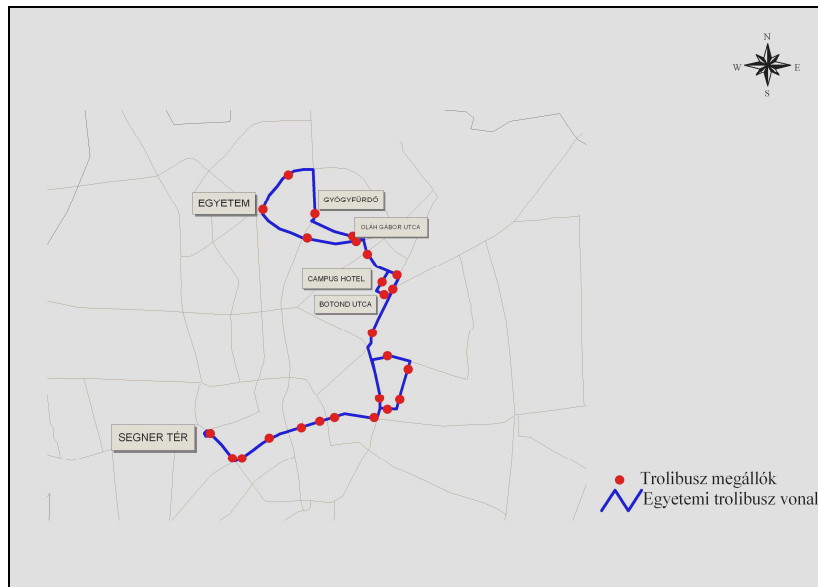 N
W E
S
EGYETEM
GYÓGYFÜRDŐ
OLÁH GÁBOR UTCA
CAMPUS HOTEL
BOTOND UTCA
SEGNER TÉR
Trolibusz megállók
Egyetemi trolibusz vonal